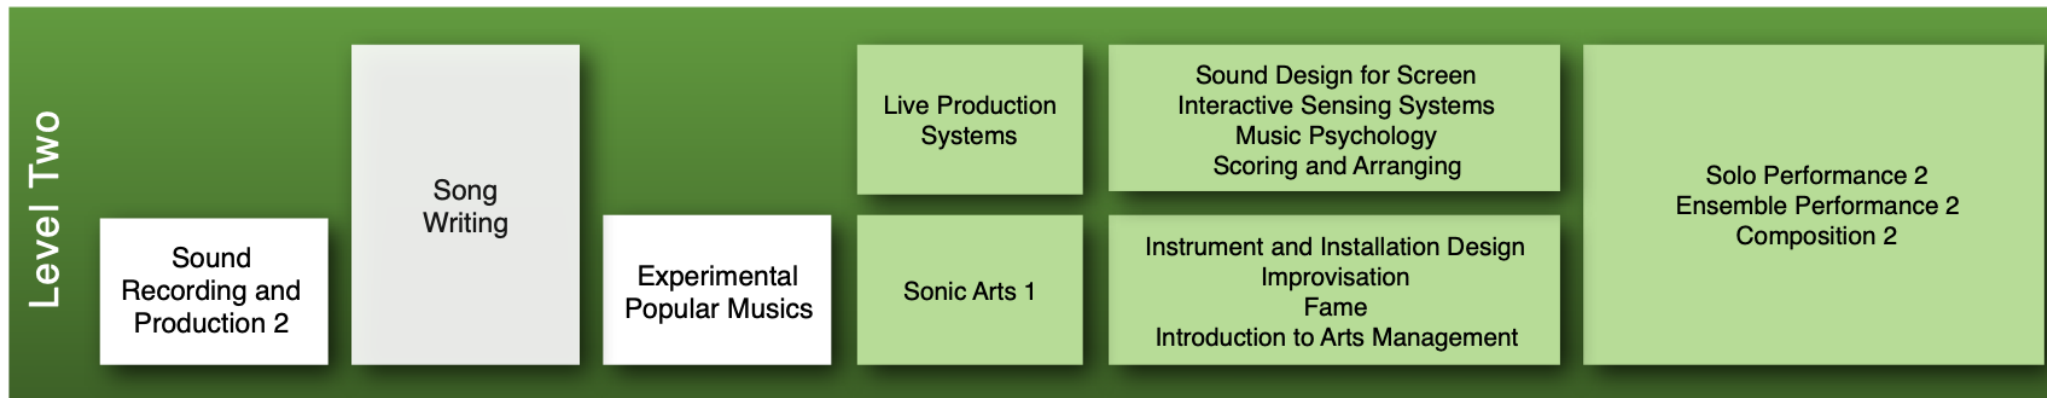 Level Two
Sound
Recording and
Production 2
Song
Writing
Experimental
Popular Musics
Live Production
Systems
Sonic Arts 1
Sound Design for Screen
Interactive Sensing Systems
Music Psychology
Scoring and Arranging
Instrument and Installation Design
Improvisation
Fame
Introduction to Arts Management
Solo Performance 2
Ensemble Performance 2
Composition 2